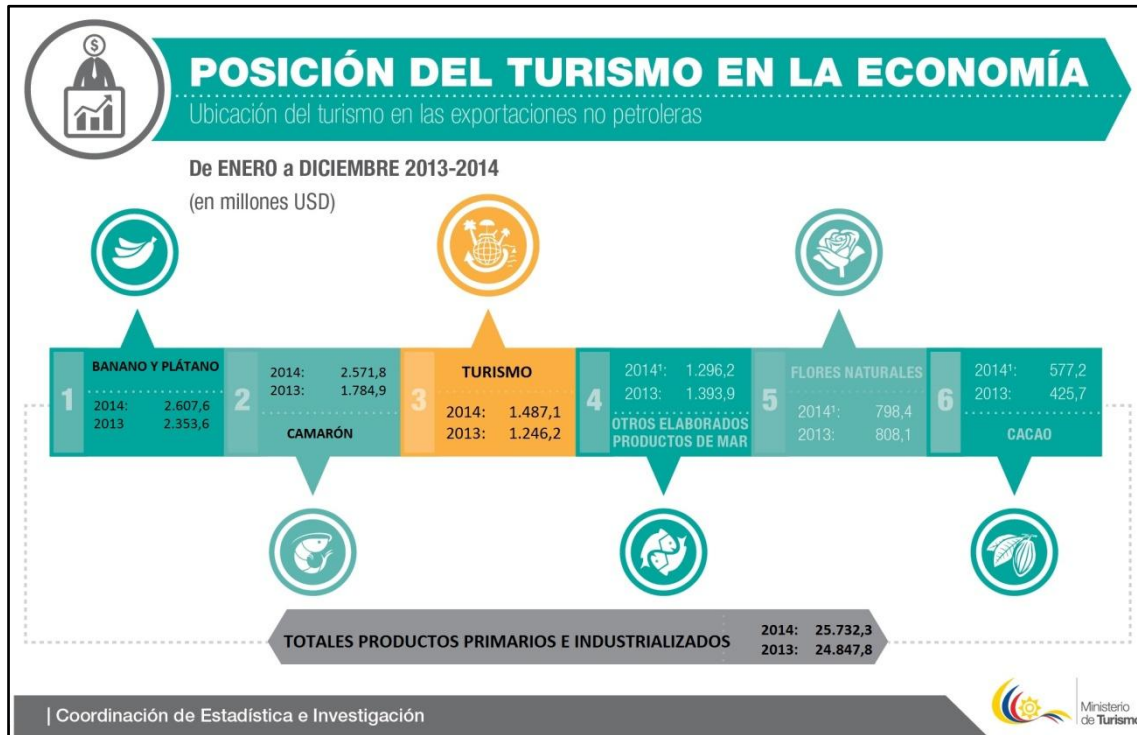 $
POSICIÓN DEL TURISMO EN LA ECONOMÍA
Ubicación del turismo en las exportaciones no petroleras
De ENERO a DICIEMBRE 2013-2014
(en millones USD)
1
BANANO Y PLÁTANO
2014: 2.607,6
2013 2.353,6
2
2014: 2.571,8
2013: 1.784,9
CAMARÓN
3
TURISMO
2014: 1.487,1
2013: 1.246,2
4
2014¹: 1.296,2
2013: 1.393,9
OTROS ELABORADOS
PRODUCTOS DE MAR
5
FLORES NATURALES
2014¹: 798,4
2013: 808,1
6
2014¹: 577,2
2013: 425,7
CACAO
TOTALES PRODUCTOS PRIMARIOS E INDUSTRIALIZADOS
2014: 25.732,3
2013: 24.847,8
| Coordinación de Estadística e Investigación
Ministerio
de Turismo